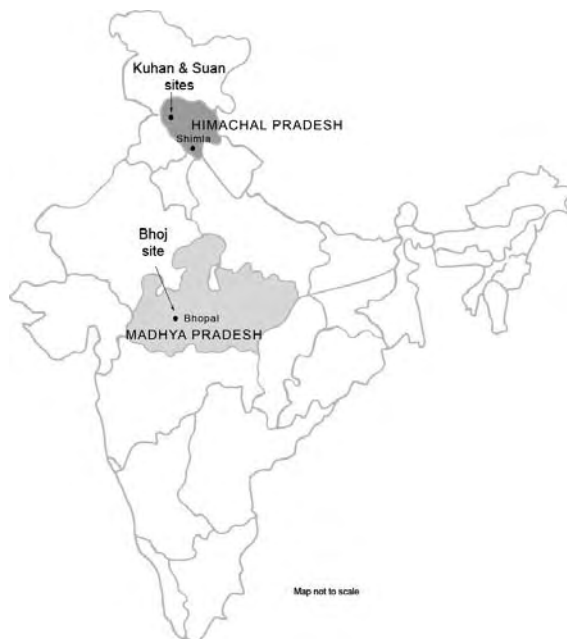 Kuhan & Suan
sites
HIMACHAL PRADESH
Shimla
Bhoj
site
Bhopal
MADHYA PRADESH
Map not to scale